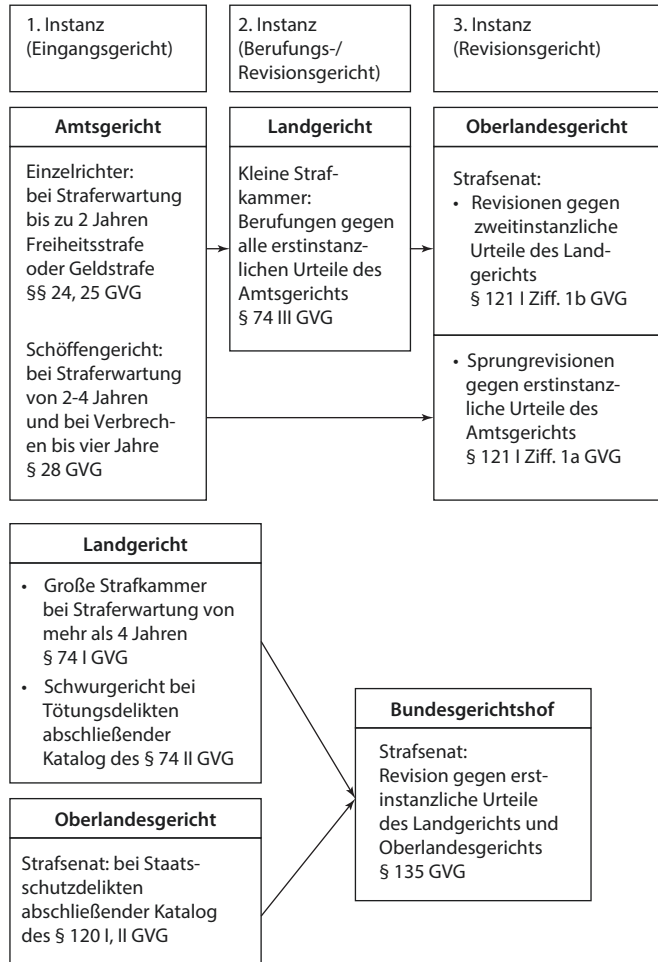 1. Instanz
(Eingangsgericht)
2. Instanz
(Berufungs-/
Revisionsgericht)
3. Instanz
(Revisionsgericht)
Amtsgericht
Einzelrichter:
bei Straferwartung
bis zu 2 Jahren
Freiheitsstrafe
oder Geldstrafe
§§ 24, 25 GVG
Schöffengericht:
bei Straferwartung
von 2-4 Jahren
und bei Verbrech-
en bis vier Jahre
§ 28 GVG
Landgericht
Kleine Straf-
kammer:
Berufungen gegen
alle erstinstanz-
lichen Urteile des
Amtsgerichts
§ 74 III GVG
Oberlandesgericht
Strafsenat:
• Revisionen gegen
zweitinstanzliche
Urteile des Land-
gerichts
§ 121 I Ziff. 1b GVG
• Sprungrevisionen
gegen erstinstanz-
liche Urteile des
Amtsgerichts
§ 121 I Ziff. 1a GVG
Landgericht
• Große Strafkammer
bei Straferwartung von
mehr als 4 Jahren
§ 74 I GVG
• Schwurgericht bei
Tötungsdelikten
abschließender
Katalog des § 74 II GVG
Oberlandesgericht
Strafsenat: bei Staats-
schutzdelikten
abschließender Katalog
des § 120 I, II GVG
Bundesgerichtshof
Strafsenat:
Revision gegen erst-
instanzliche Urteile
des Landgerichts und
Oberlandesgerichts
§ 135 GVG